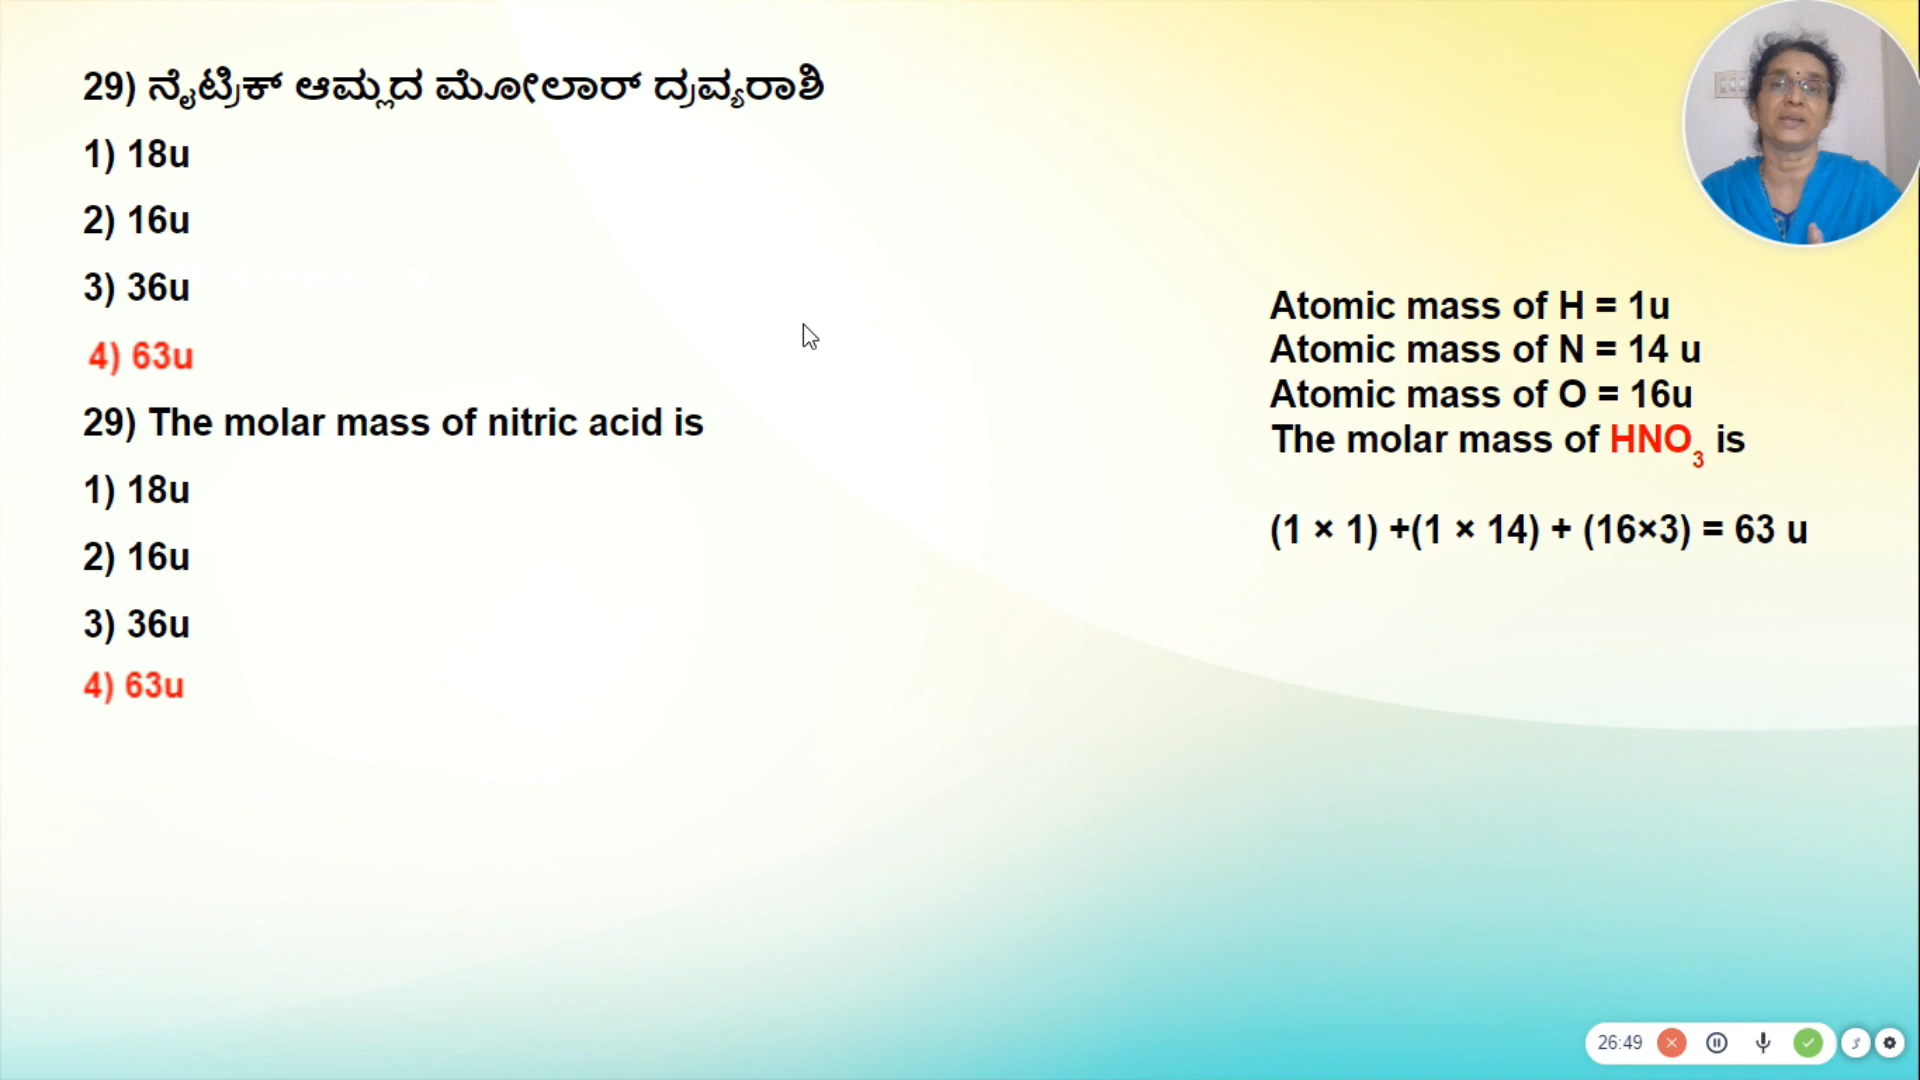 29) ನೈಟ್ರಿಕ್ ಆಮ್ಲದ ಮೋಲಾರ್ ದ್ರವ್ಯರಾಶಿ
1) 18u
2) 16u
3) 36u
4) 63u
29) The molar mass of nitric acid is
1) 18u
2) 16u
3) 36u
4) 63u
Atomic mass of H = 1u
Atomic mass of N = 14 u
Atomic mass of O = 16u
The molar mass of HNO₃ is
(1 × 1) +(1 × 14) + (16×3) = 63 u
26:49